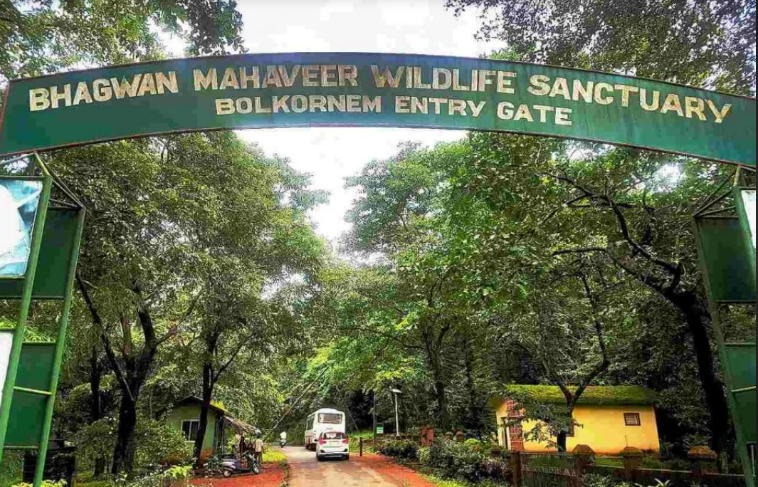 BHAGWAN MAHAVEER WILDLIFE SANCTUARY
BOLKORNEM ENTRY GATE